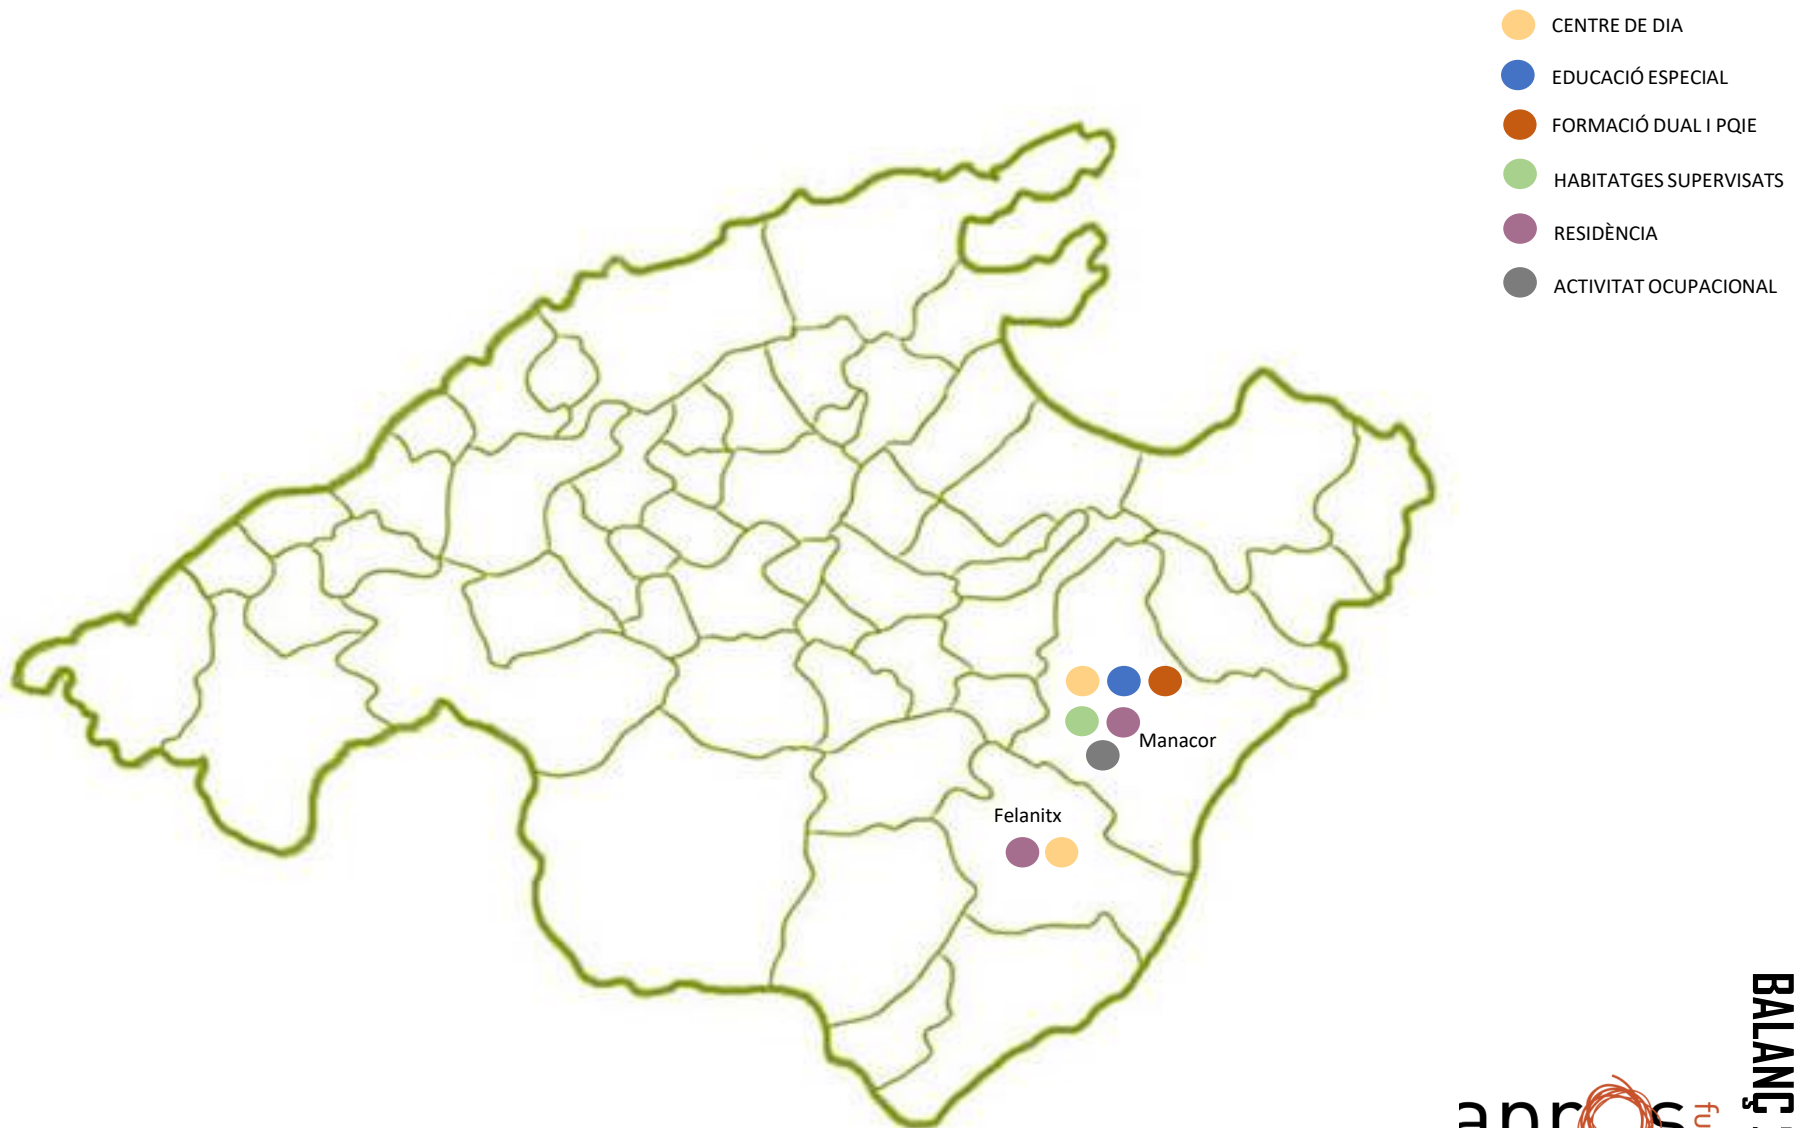 CENTRE DE DIA
EDUCACIÓ ESPECIAL
FORMACIÓ DUAL I PQIE
HABITATGES SUPERVISATS
RESIDÈNCIA
ACTIVITAT OCUPACIONAL
Manacor
Felanitx
BALANÇ